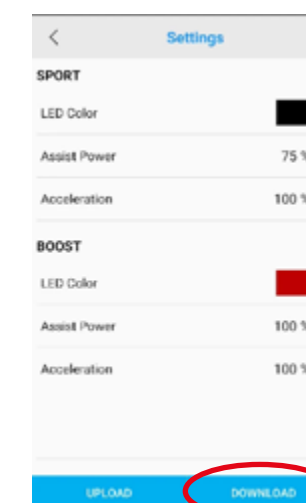 Settings
SPORT
LED Color
Assist Power 75 %
Acceleration 100 %
BOOST
LED Color
Assist Power 100 %
Acceleration 100 %
UPLOAD DOWNLOAD